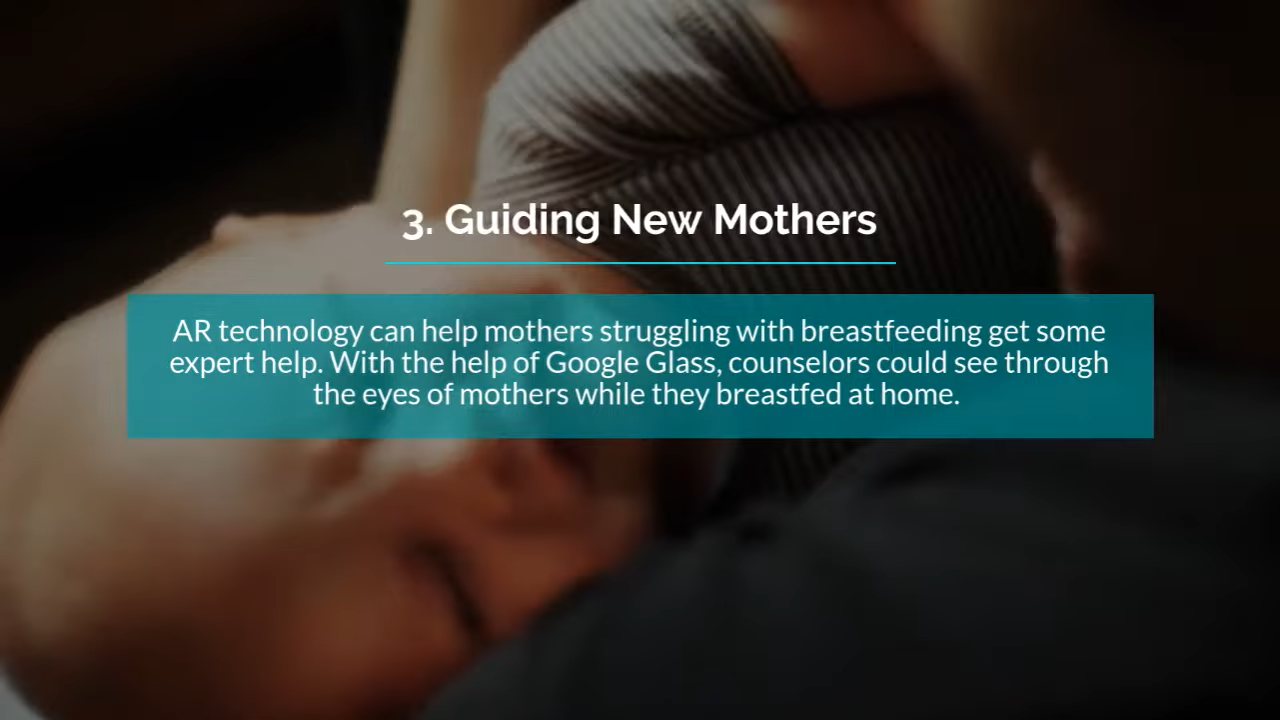 3. Guiding New Mothers
AR technology can help mothers struggling with breastfeeding get some
expert help. With the help of Google Glass, counselors could see through
the eyes of mothers while they breastfed at home.